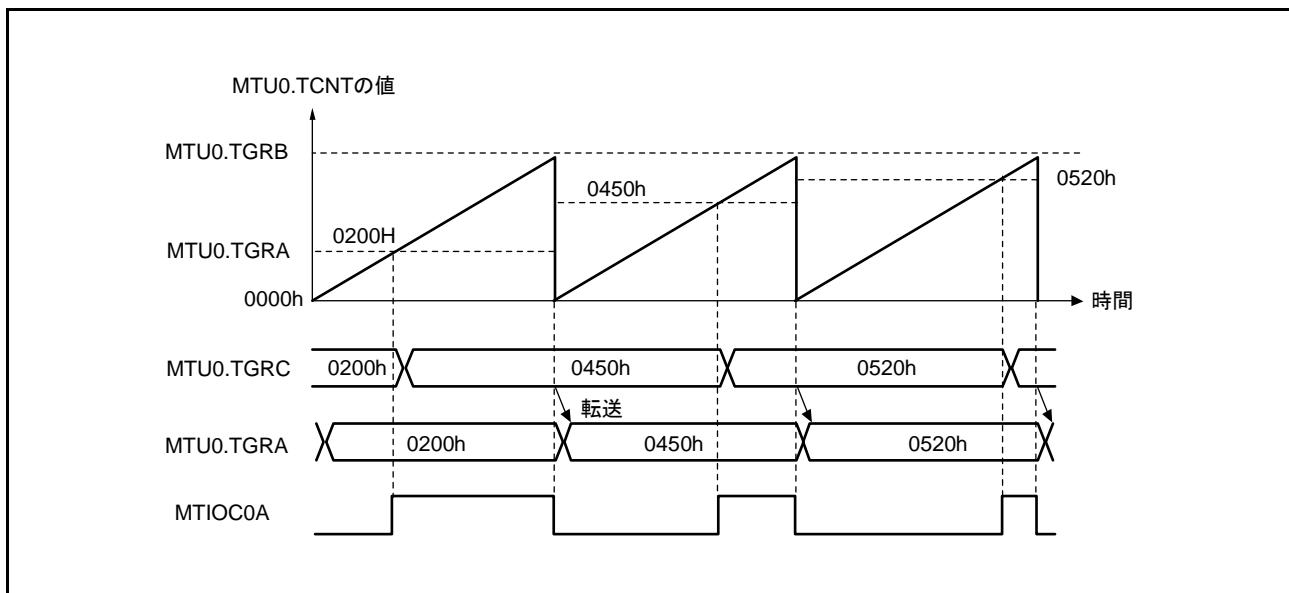 MTU0.TCNTの値
MTU0.TGRB
0450h
0520h
0200H
MTU0.TGRA
0000h
時間
MTU0.TGRC 0200h 0450h 0520h
転送
MTU0.TGRA 0200h 0450h 0520h
MTIOC0A